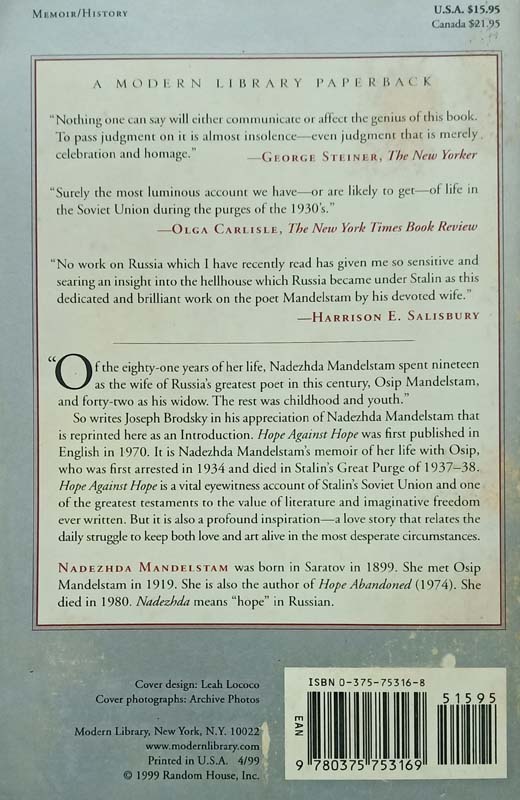 MEMOIR/HISTORY
U.S.A. $15.95
Canada $21.95
A MODERN LIBRARY PAPERBACK
“Nothing one can say will either communicate or affect the genius of this book.
To pass judgment on it is almost insolence—even judgment that is merely
celebration and homage.” —GEORGE STEINER, The New Yorker
“Surely the most luminous account we have—or are likely to get—of life in
the Soviet Union during the purges of the 1930’s.”
—OLGA CARLISLE, The New York Times Book Review
“No work on Russia which I have recently read has given me so sensitive and
searing an insight into the hellhouse which Russia became under Stalin as this
dedicated and brilliant work on the poet Mandelstam by his devoted wife.”
—HARRISON E. SALISBURY
“Of the eighty-one years of her life, Nadezhda Mandelstam spent nineteen
as the wife of Russia’s greatest poet in this century, Osip Mandelstam,
and forty-two as his widow. The rest was childhood and youth.”
So writes Joseph Brodsky in his appreciation of Nadezhda Mandelstam that
is reprinted here as an Introduction. Hope Against Hope was first published in
English in 1970. It is Nadezhda Mandelstam’s memoir of her life with Osip,
who was first arrested in 1934 and died in Stalin’s Great Purge of 1937–38.
Hope Against Hope is a vital eyewitness account of Stalin’s Soviet Union and one
of the greatest testaments to the value of literature and imaginative freedom
ever written. But it is also a profound inspiration—a love story that relates the
daily struggle to keep both love and art alive in the most desperate circumstances.
NADEZHDA MANDELSTAM was born in Saratov in 1899. She met Osip
Mandelstam in 1919. She is also the author of Hope Abandoned (1974). She
died in 1980. Nadezhda means “hope” in Russian.
Cover design: Leah Lococo
Cover photographs: Archive Photos
Modern Library, New York, N.Y. 10022
www.modernlibrary.com
Printed in U.S.A. 4/99
© 1999 Random House, Inc.
ISBN 0-375-75316-8
51595
EAN
9 780375 753169